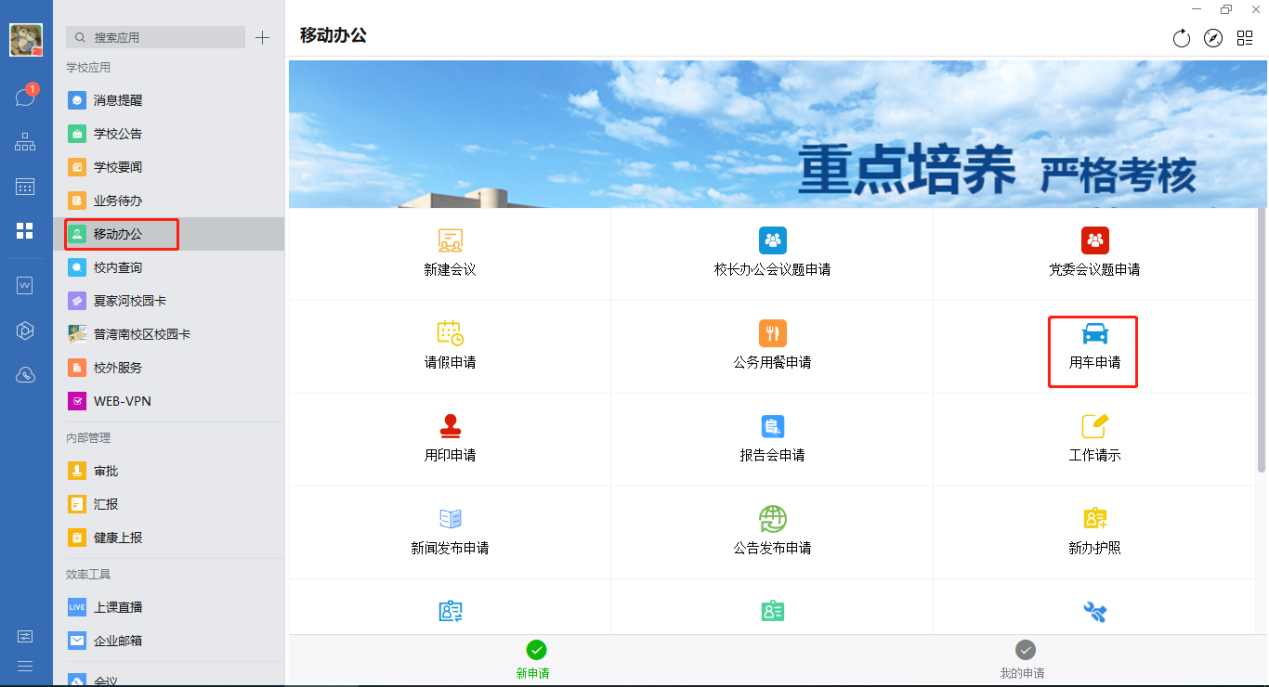 搜索应用
学校应用
1
消息提醒
学校公告
学校要闻
业务待办
移动办公
校内查询
夏家河校园卡
普湾南校区校园卡
校外服务
WEB-VPN
内部管理
审批
汇报
健康上报
效率工具
LIVE 上课直播
企业邮箱
会议
移动办公
重点培养 严格考核
新建会议 校长办公会议题申请 党委会议题申请
请假申请 公务用餐申请 用车申请
用印申请 报告会申请 工作请示
新闻发布申请 公告发布申请 新办护照
新申请 我的申请